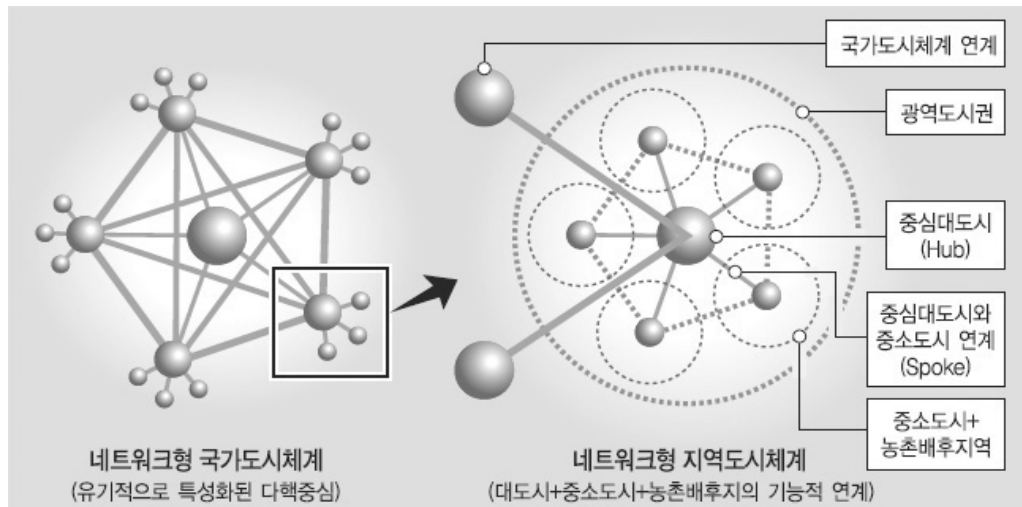 국가도시체계 연계
광역도시권
중심대도시
(Hub)
중심대도시와
중소도시 연계
(Spoke)
중소도시+
농촌배후지역
네트워크형 국가도시체계
(유기적으로 특성화된 다핵중심)
네트워크형 지역도시체계
(대도시+중소도시+농촌배후지의 기능적 연계)